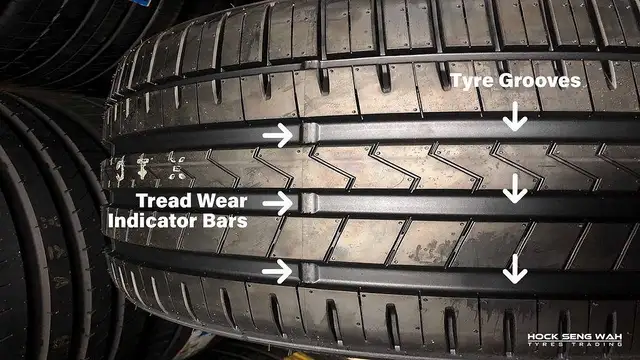 Tyre Grooves
Tread Wear
Indicator Bars
HOCK SENG WAH
TYRES TRADING